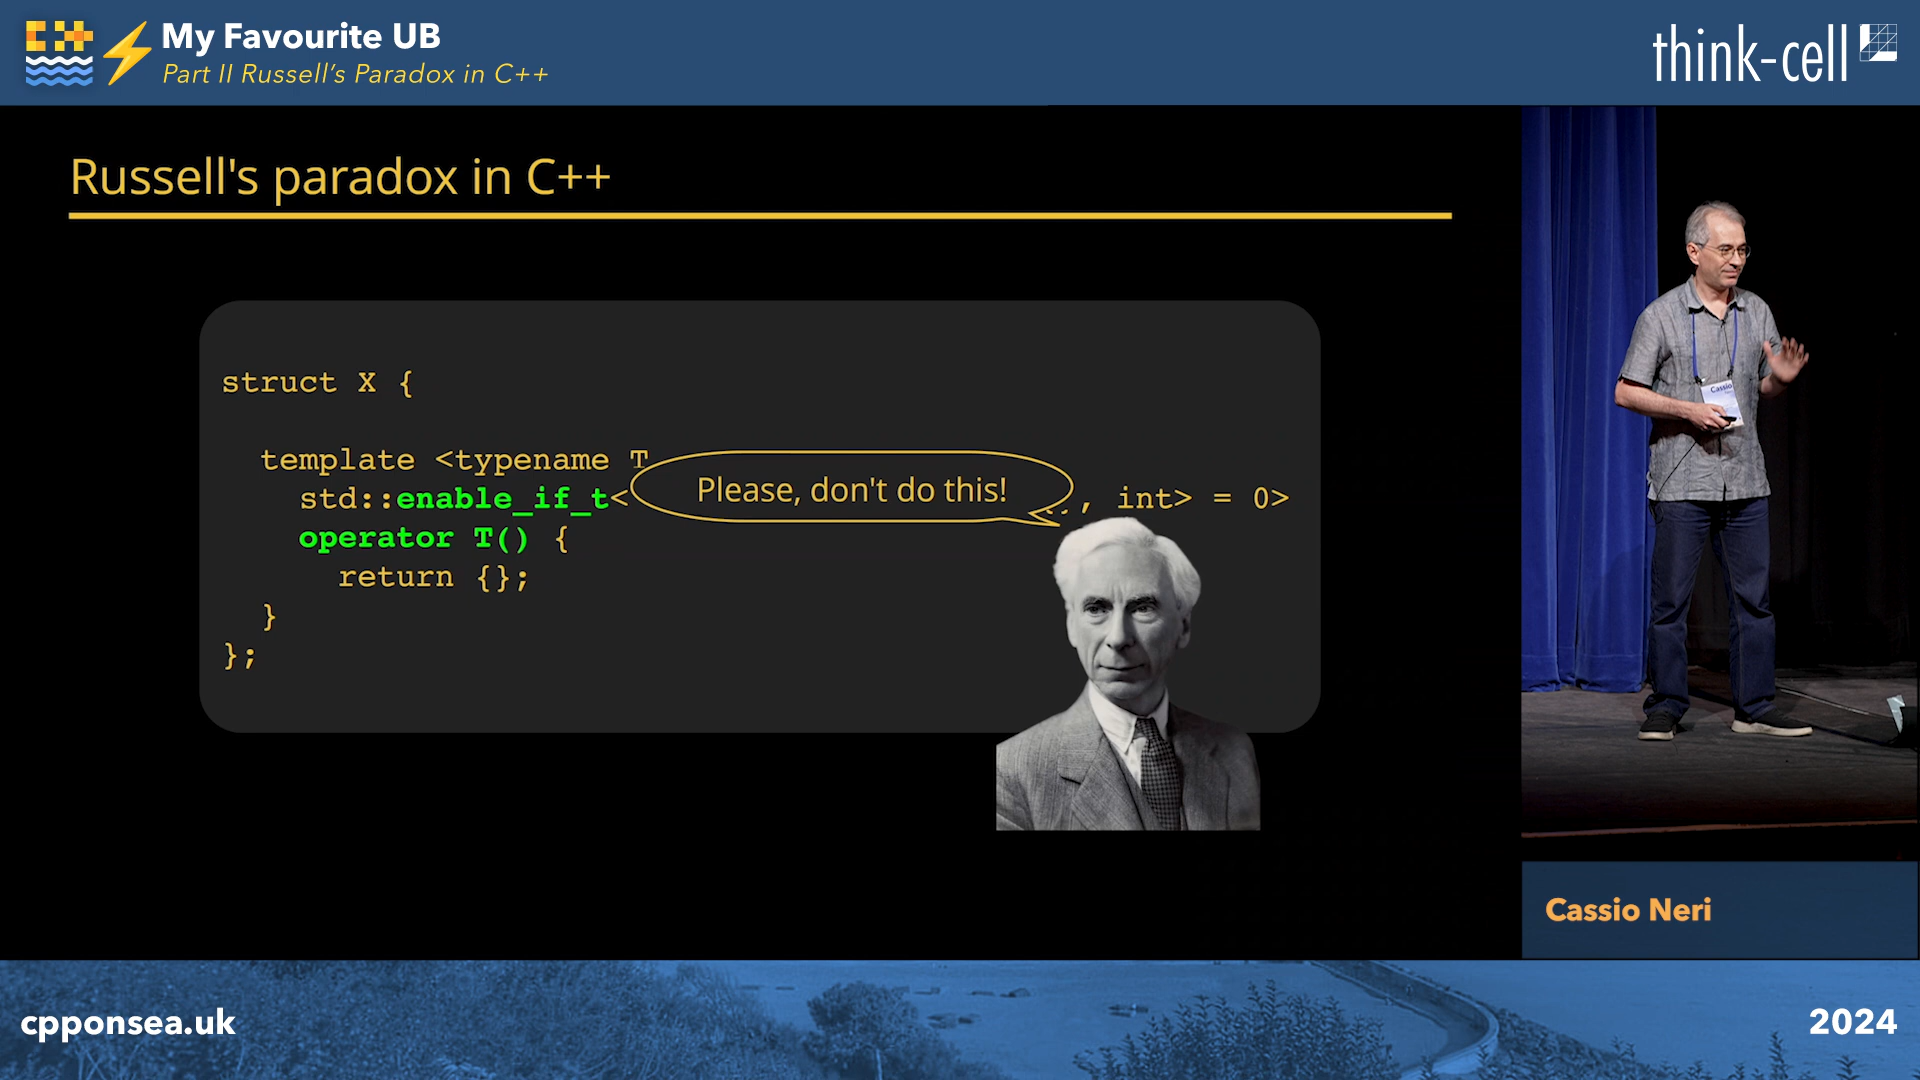 My Favourite UB
Part II Russell's Paradox in C++
think-cell
Russell's paradox in C++
struct X {
template <typename T
std::enable_if_t<
Please, don't do this!
, int> = 0>
operator T() {
return {};
}
};
Cassio
Cassio Neri
cpponsea.uk
2024